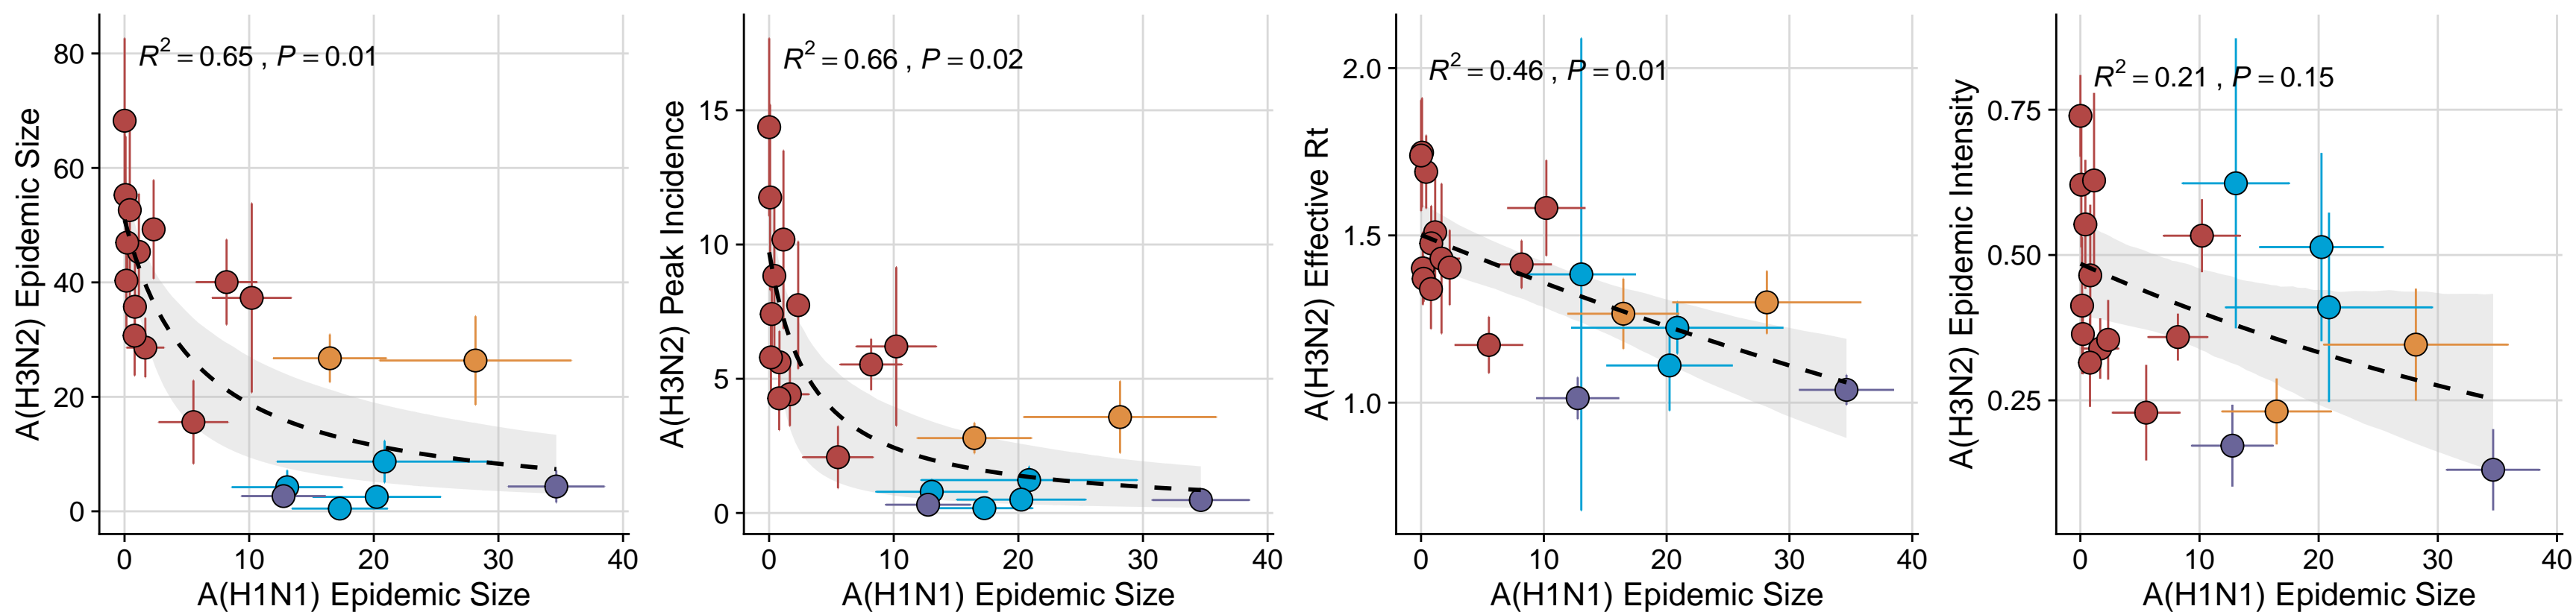 A(H3N2) Epidemic Size
80
60
40
20
0
R² = 0.65 , P = 0.01
0 10 20 30 40
A(H1N1) Epidemic Size
A(H3N2) Peak Incidence
15
10
5
0
R² = 0.66 , P = 0.02
0 10 20 30 40
A(H1N1) Epidemic Size
A(H3N2) Effective Rt
2.0
1.5
1.0
R² = 0.46 , P = 0.01
0 10 20 30 40
A(H1N1) Epidemic Size
A(H3N2) Epidemic Intensity
0.75
0.50
0.25
R² = 0.21 , P = 0.15
0 10 20 30 40
A(H1N1) Epidemic Size